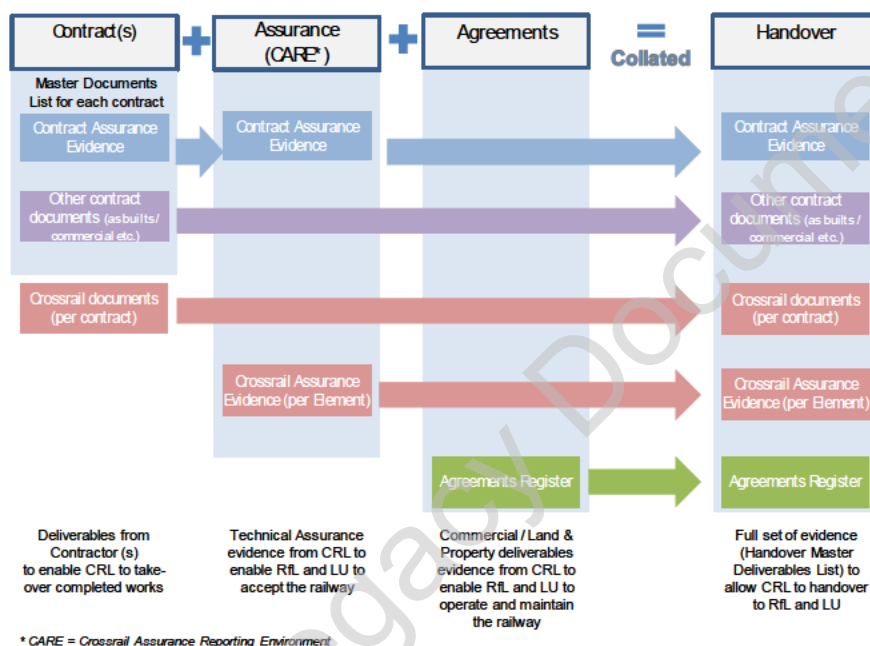 Contract(s)
+
Assurance
(CARE*)
+
Agreements
=
Collated
Handover
Master Documents
List for each contract
Contract Assurance
Evidence
Contract Assurance
Evidence
Contract Assurance
Evidence
Other contract
documents (as builts /
commercial etc.)
Other contract
documents (as builts /
commercial etc.)
Crossrail documents
(per contract)
Crossrail documents
(per contract)
Crossrail Assurance
Evidence (per Element)
Crossrail Assurance
Evidence (per Element)
Agreements Register
Agreements Register
Deliverables from
Contractor (s)
to enable CRL to take-
over completed works
Technical Assurance
evidence from CRL to
enable RfL and LU to
accept the railway
Commercial / Land &
Property deliverables
evidence from CRL to
enable RfL and LU to
operate and maintain
the railway
Full set of evidence
(Handover Master
Deliverables List) to
allow CRL to handover
to RfL and LU
* CARE = Crossrail Assurance Reporting Environment